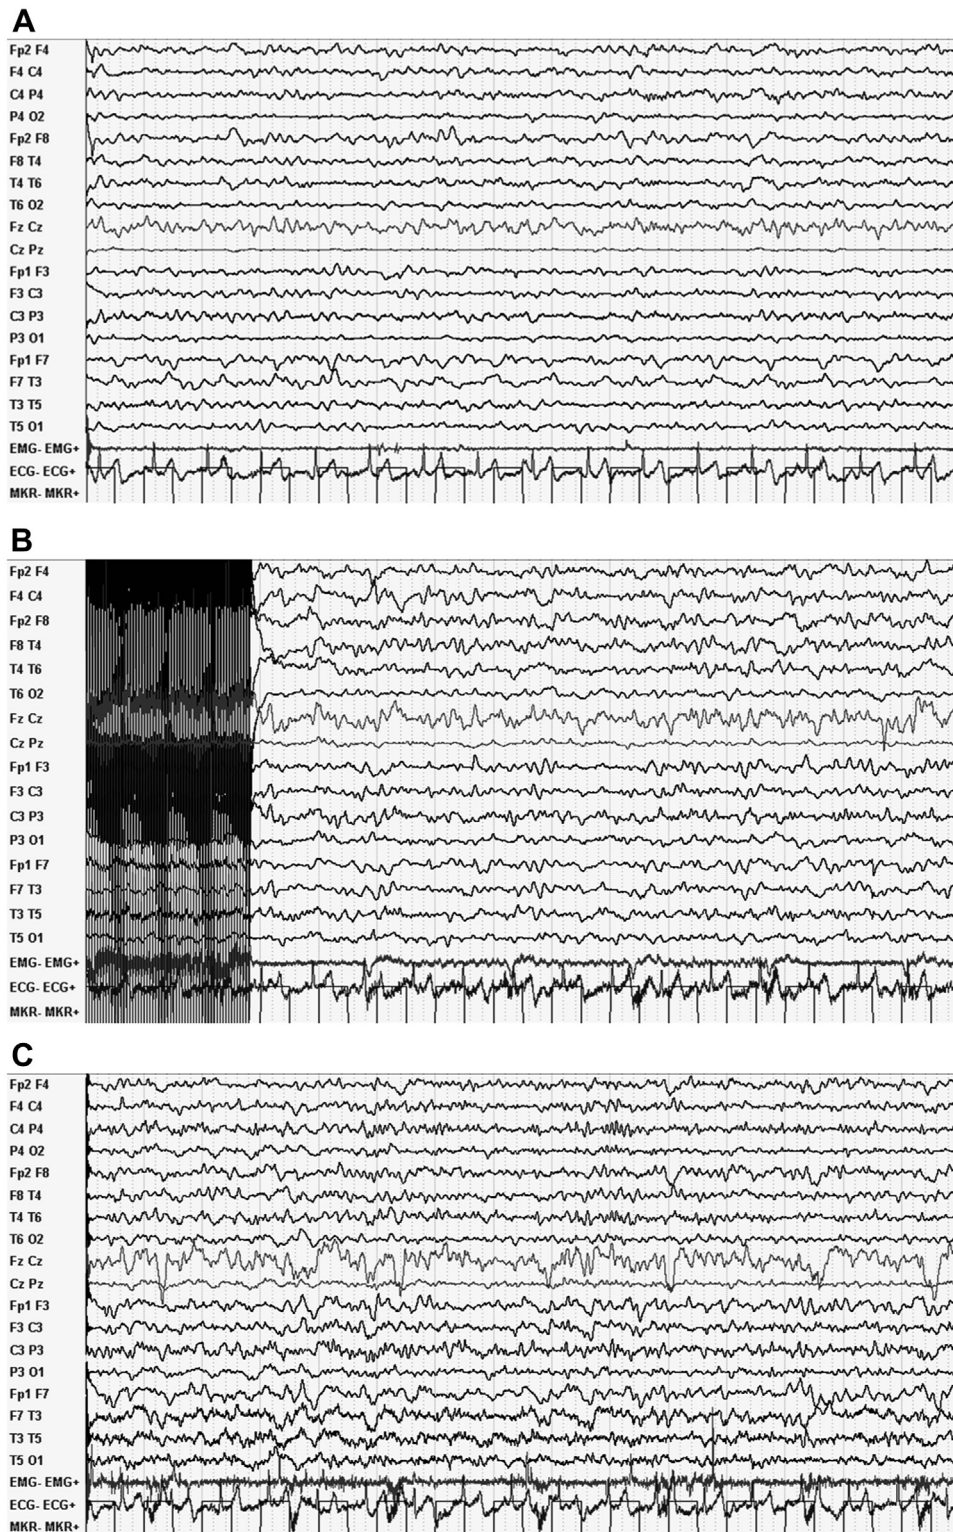 A
Fp2 F4
F4 C4
C4 P4
P4 O2
Fp2 F8
F8 T4
T4 T6
T6 O2
Fz Cz
Cz Pz
Fp1 F3
F3 C3
C3 P3
P3 O1
Fp1 F7
F7 T3
T3 T5
T5 O1
EMG- EMG+
ECG- ECG+
MKR- MKR+
B
Fp2 F4
F4 C4
Fp2 F8
F8 T4
T4 T6
T6 O2
Fz Cz
Cz Pz
Fp1 F3
F3 C3
C3 P3
P3 O1
Fp1 F7
F7 T3
T3 T5
T5 O1
EMG- EMG+
ECG- ECG+
MKR- MKR+
C
Fp2 F4
F4 C4
C4 P4
P4 O2
Fp2 F8
F8 T4
T4 T6
T6 O2
Fz Cz
Cz Pz
Fp1 F3
F3 C3
C3 P3
P3 O1
Fp1 F7
F7 T3
T3 T5
T5 O1
EMG- EMG+
ECG- ECG+
MKR- MKR+